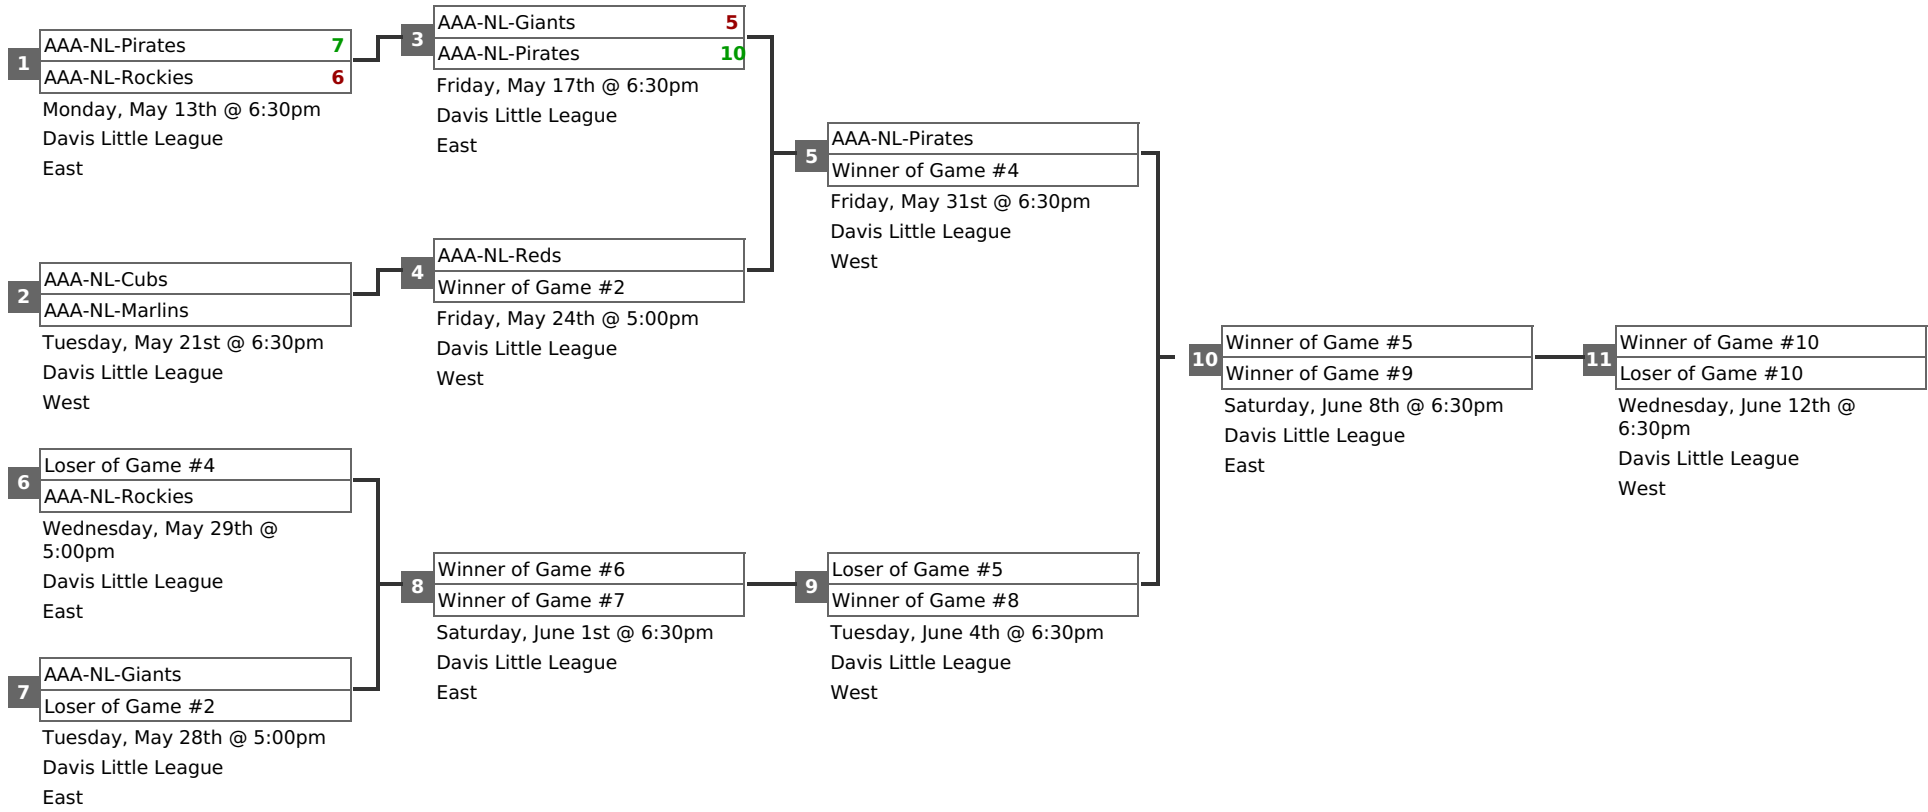 1
AAA-NL-Pirates 7
AAA-NL-Rockies 6
Monday, May 13th @ 6:30pm
Davis Little League
East
2
AAA-NL-Cubs
AAA-NL-Marlins
Tuesday, May 21st @ 6:30pm
Davis Little League
West
6
Loser of Game #4
AAA-NL-Rockies
Wednesday, May 29th @
5:00pm
Davis Little League
East
7
AAA-NL-Giants
Loser of Game #2
Tuesday, May 28th @ 5:00pm
Davis Little League
East
3
AAA-NL-Giants 5
AAA-NL-Pirates 10
Friday, May 17th @ 6:30pm
Davis Little League
East
4
AAA-NL-Reds
Winner of Game #2
Friday, May 24th @ 5:00pm
Davis Little League
West
8
Winner of Game #6
Winner of Game #7
Saturday, June 1st @ 6:30pm
Davis Little League
East
5
AAA-NL-Pirates
Winner of Game #4
Friday, May 31st @ 6:30pm
Davis Little League
West
9
Loser of Game #5
Winner of Game #8
Tuesday, June 4th @ 6:30pm
Davis Little League
West
10
Winner of Game #5
Winner of Game #9
Saturday, June 8th @ 6:30pm
Davis Little League
East
11
Winner of Game #10
Loser of Game #10
Wednesday, June 12th @
6:30pm
Davis Little League
West